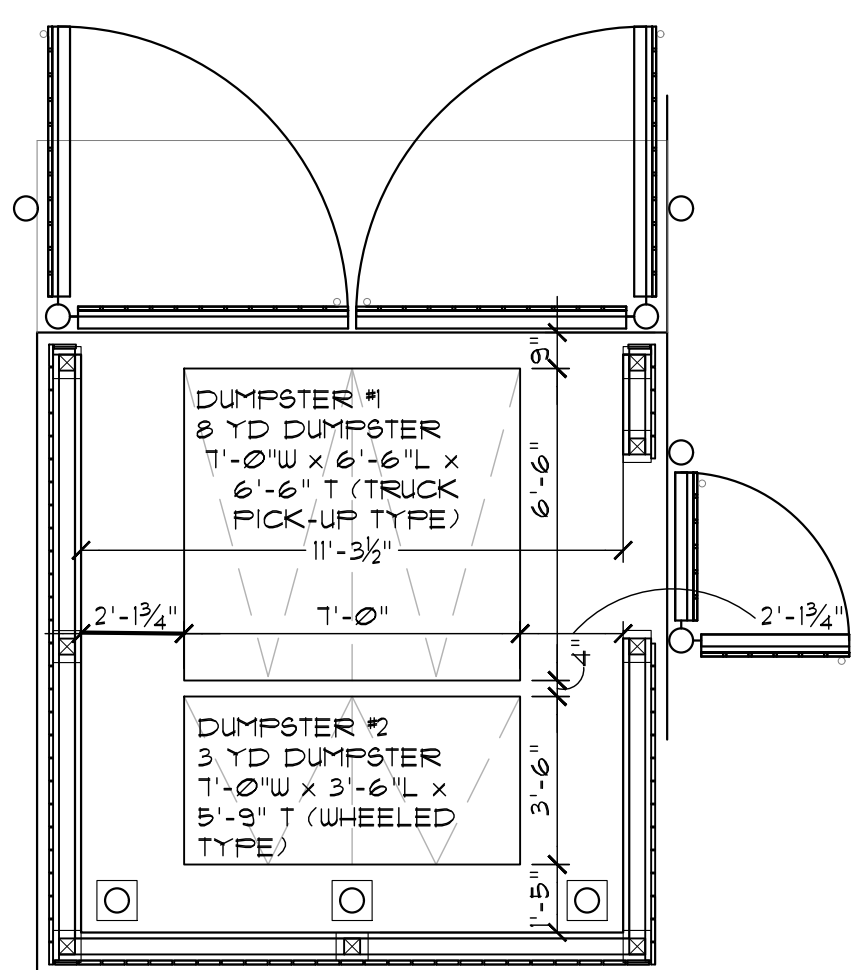 9"
DUMPSTER #1
8 YD DUMPSTER
7'-0"W x 6'-6"L x
6'-6" T (TRUCK
PICK-UP TYPE)
6'-6"
11'-3½"
2'-1¾"
7'-0"
2'-1¾"
4"
DUMPSTER #2
3 YD DUMPSTER
7'-0"W x 3'-6"L x
5'-9" T (WHEELED
TYPE)
3'-6"
1'-5"